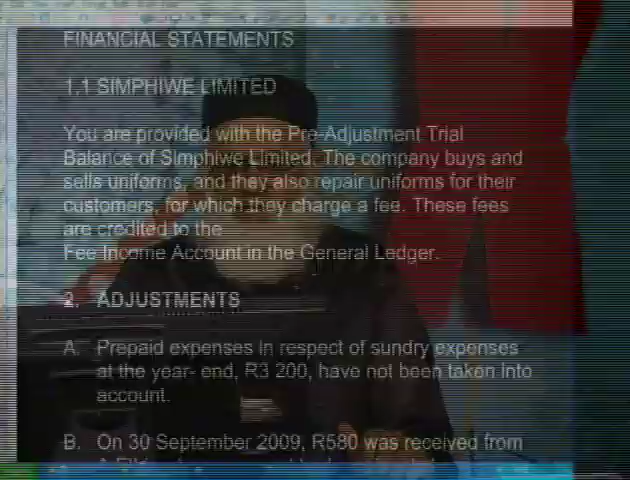 FINANCIAL STATEMENTS
1.1 SIMPHIWE LIMITED
You are provided with the Pre-Adjustment Trial
Balance of Simphiwe Limited. The company buys and
sells uniforms, and they also repair uniforms for their
customers, for which they charge a fee. These fees
are credited to the
Fee Income Account in the General Ledger.
2. ADJUSTMENTS
A. Prepaid expenses in respect of sundry expenses
at the year- end, R3 200, have not been taken into
account.
B. On 30 September 2009, R580 was received from